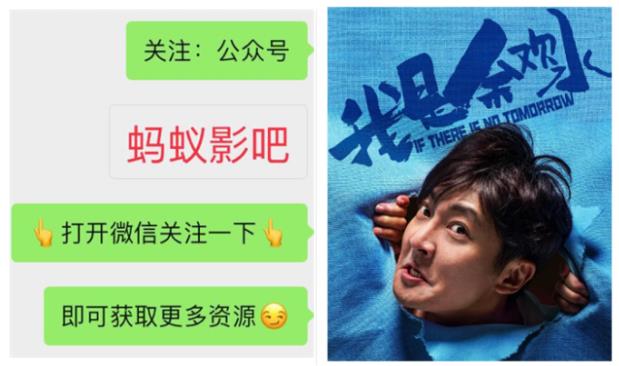 关注：公众号
蚂蚁影吧
👆打开微信关注一下👆
即可获取更多资源😏
我是余欢水
IF THERE IS NO TOMORROW